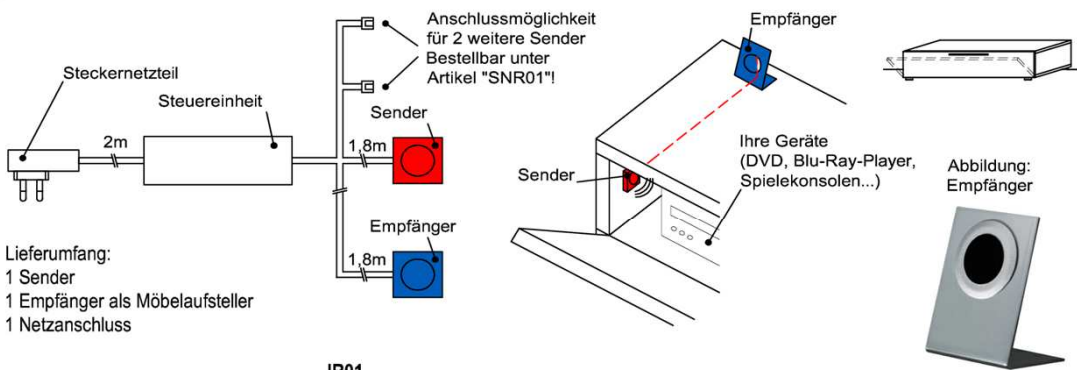 Steckernetzteil
2m
Steuereinheit
Anschlussmöglichkeit
für 2 weitere Sender
Bestellbar unter
Artikel "SNR01"!
Sender
1,8m
Empfänger
1,8m
Lieferumfang:
1 Sender
1 Empfänger als Möbelaufsteller
1 Netzanschluss
Empfänger
Sender
Ihre Geräte
(DVD, Blu-Ray-Player,
Spielekonsolen...)
Abbildung:
Empfänger
IR01